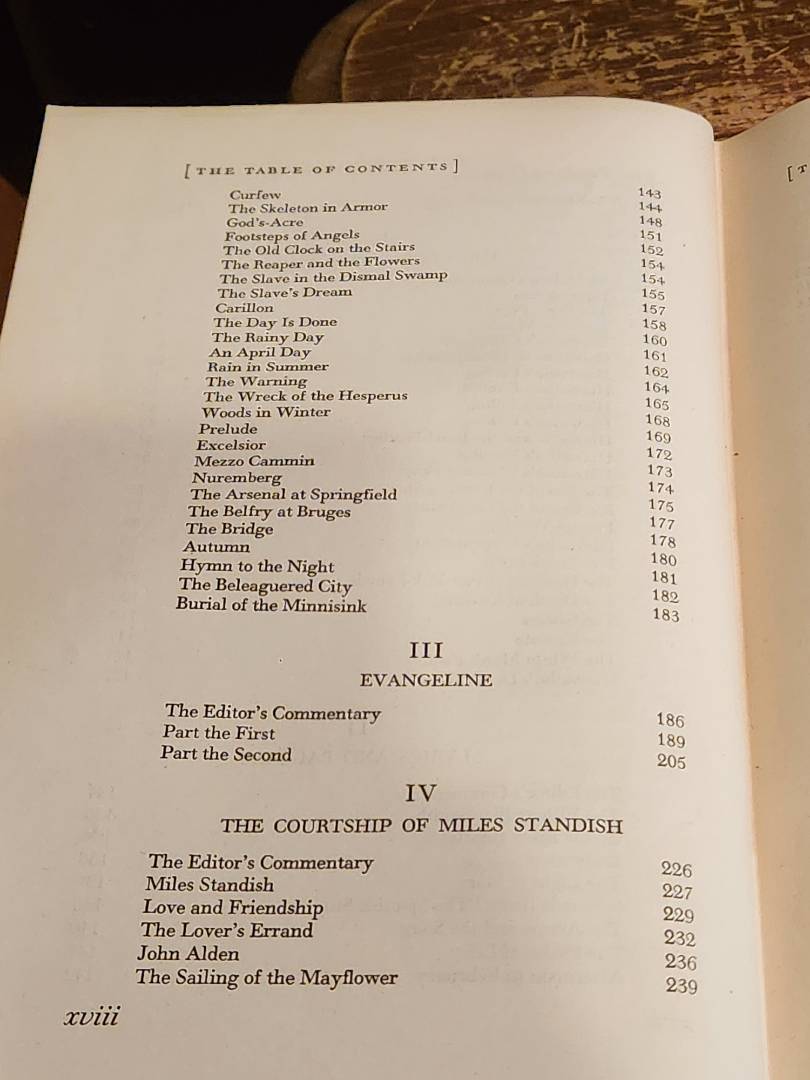 [THE TABLE OF CONTENTS]
Curfew 143
The Skeleton in Armor 144
God's-Acre 148
Footsteps of Angels 151
The Old Clock on the Stairs 152
The Reaper and the Flowers 154
The Slave in the Dismal Swamp 154
The Slave's Dream 155
Carillon 157
The Day Is Done 158
The Rainy Day 160
An April Day 161
Rain in Summer 162
The Warning 164
The Wreck of the Hesperus 165
Woods in Winter 168
Prelude 169
Excelsior 172
Mezzo Cammin 173
Nuremberg 174
The Arsenal at Springfield 175
The Belfry at Bruges 177
The Bridge 178
Autumn 180
Hymn to the Night 181
The Beleaguered City 182
Burial of the Minnisink 183
III
EVANGELINE
The Editor's Commentary 186
Part the First 189
Part the Second 205
IV
THE COURTSHIP OF MILES STANDISH
The Editor's Commentary 226
Miles Standish 227
Love and Friendship 229
The Lover's Errand 232
John Alden 236
The Sailing of the Mayflower 239
xviii